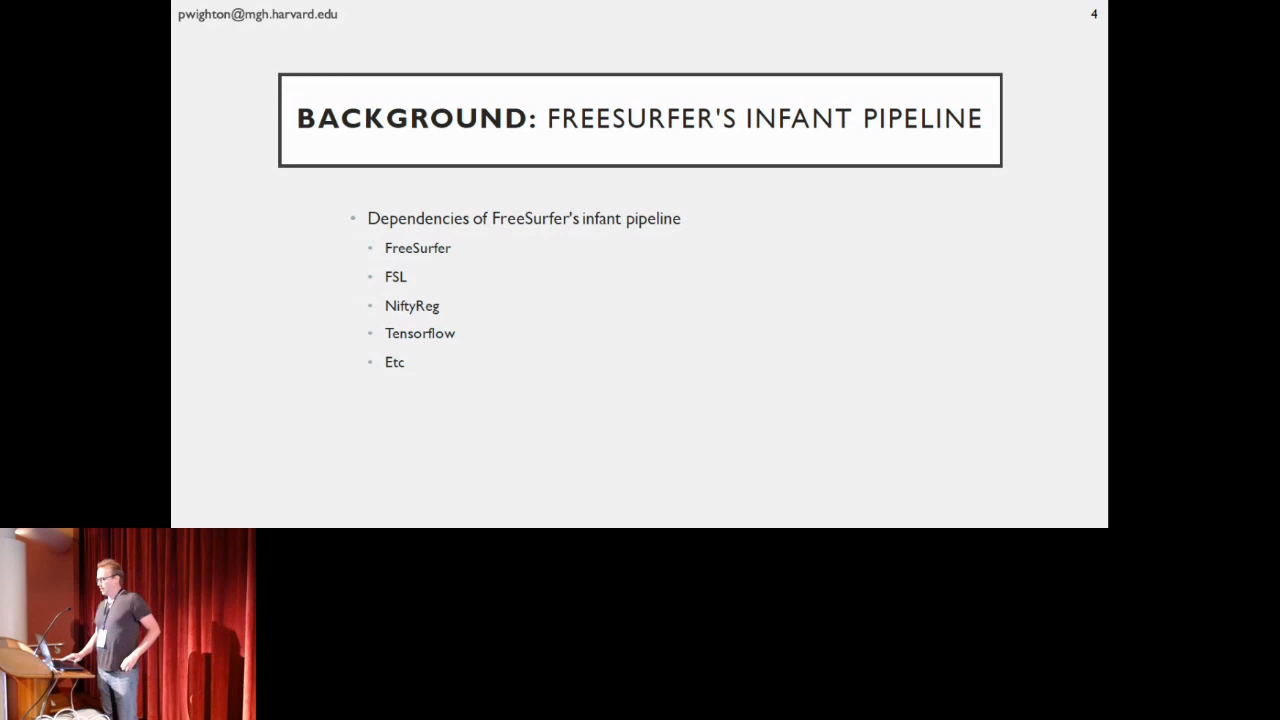 pwighton@mgh.harvard.edu
4
BACKGROUND: FREESURFER'S INFANT PIPELINE
• Dependencies of FreeSurfer's infant pipeline
• FreeSurfer
• FSL
• NiftyReg
• Tensorflow
• Etc